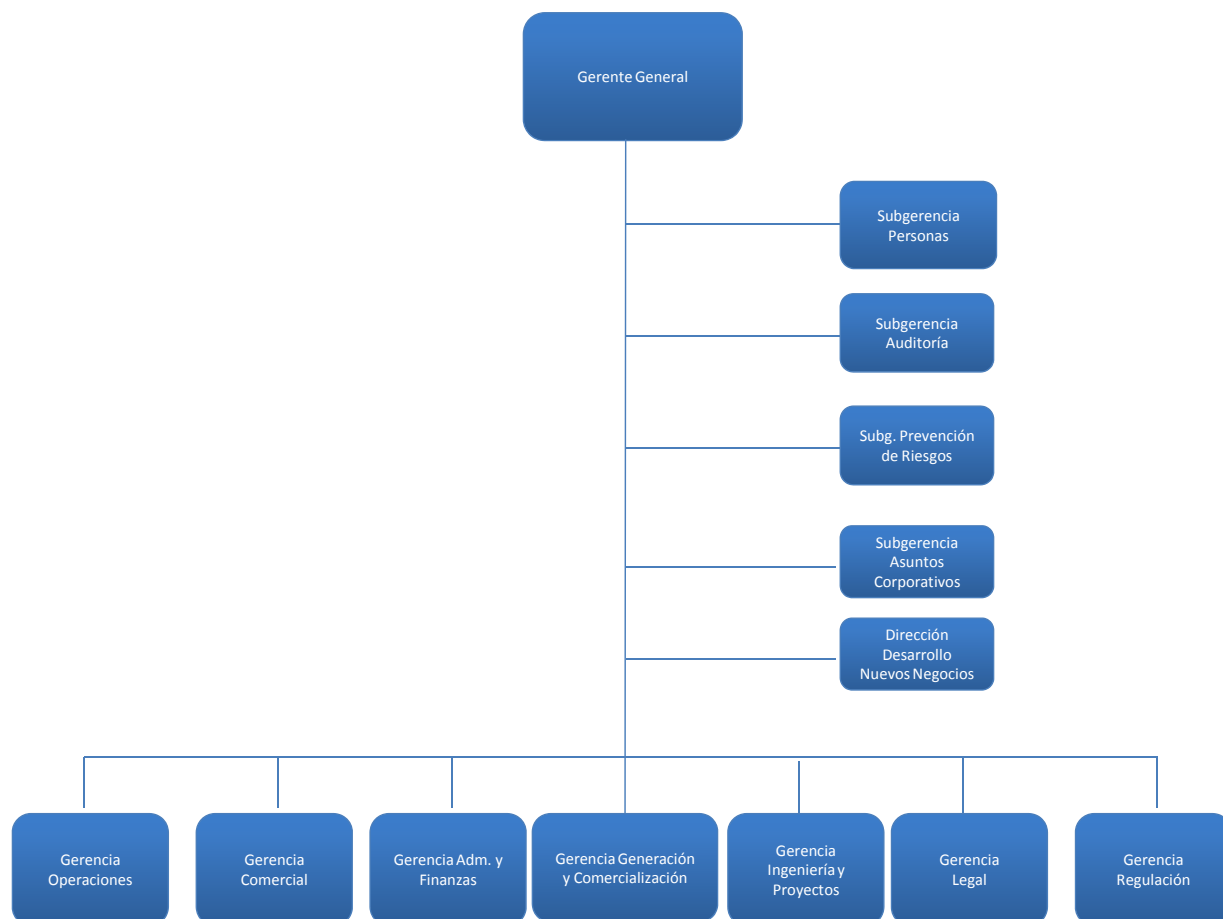 Gerente General
Subgerencia
Personas
Subgerencia
Auditoría
Subg. Prevención
de Riesgos
Subgerencia
Asuntos
Corporativos
Dirección
Desarrollo
Nuevos Negocios
Gerencia
Operaciones
Gerencia
Comercial
Gerencia Adm. y
Finanzas
Gerencia Generación
y Comercialización
Gerencia
Ingeniería y
Proyectos
Gerencia
Legal
Gerencia
Regulación